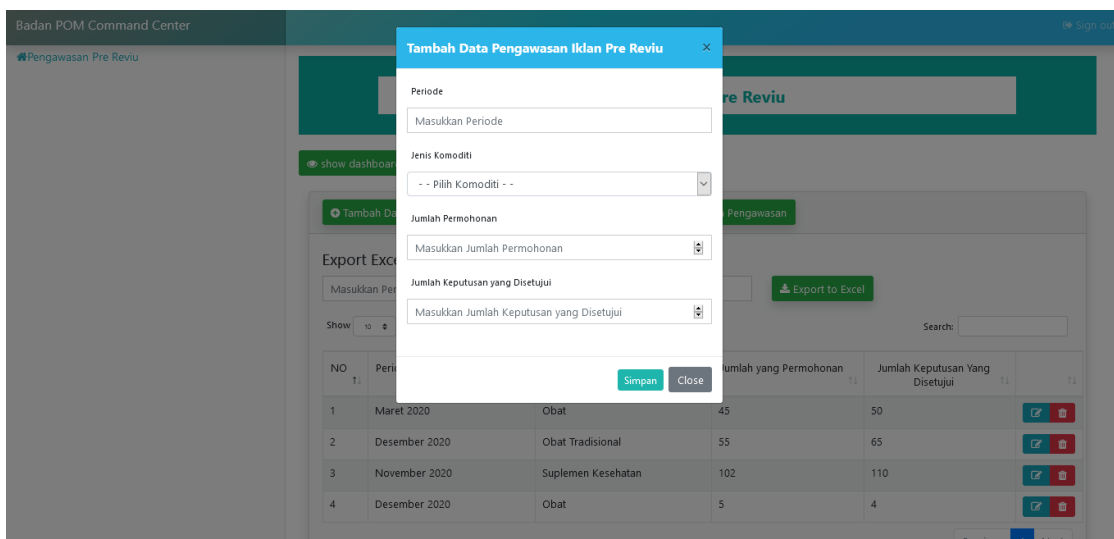 Badan POM Command Center
Sign out
Pengawasan Pre Reviu
Tambah Data Pengawasan Iklan Pre Reviu ×
re Reviu
Periode
Masukkan Periode
Jenis Komoditi
- - Pilih Komoditi - -
Jumlah Permohonan
Masukkan Jumlah Permohonan
Jumlah Keputusan yang Disetujui
Masukkan Jumlah Keputusan yang Disetujui
Simpan Close
show dashboar
Tambah Da
Pengawasan
Export Exce
Masukkan Per
Export to Excel
Show 10
Search:
NO Perio Jumlah yang Permohonan Jumlah Keputusan Yang Disetujui
1 Maret 2020 Obat 45 50
2 Desember 2020 Obat Tradisional 55 65
3 November 2020 Suplemen Kesehatan 102 110
4 Desember 2020 Obat 5 4